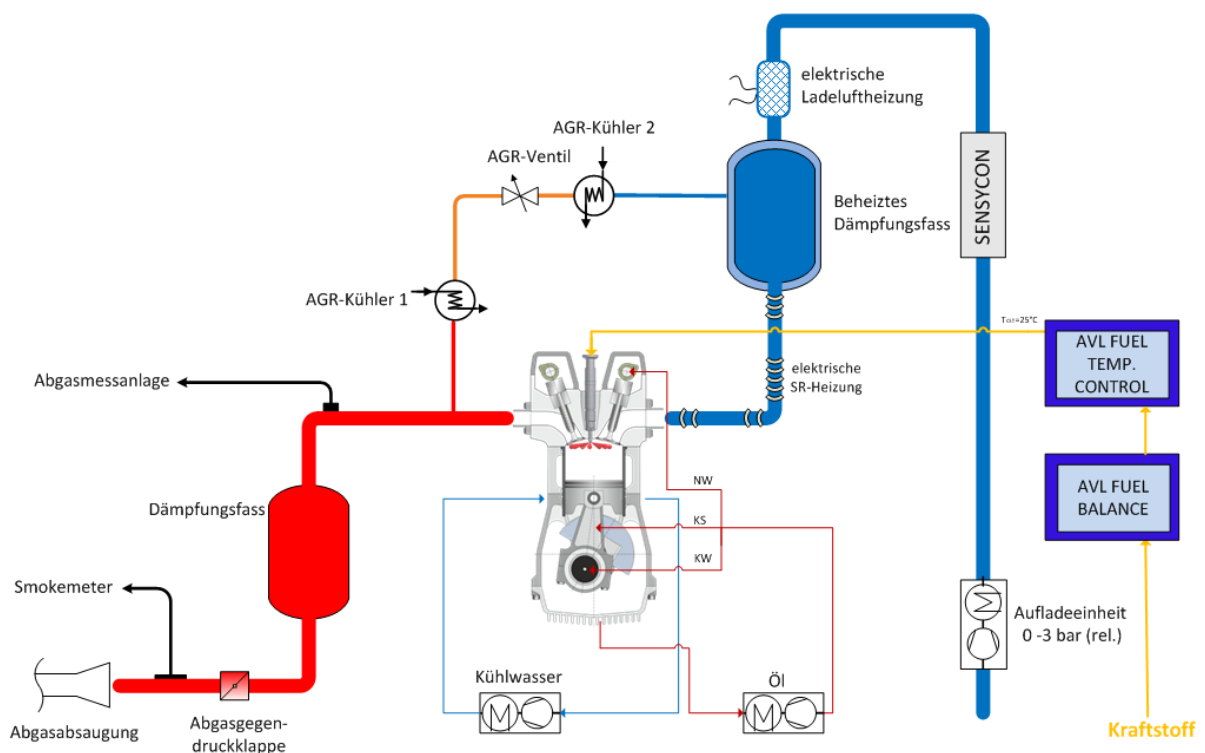 elektrische
Ladeluftheizung
AGR-Kühler 2
AGR-Ventil
SENSYCON
Beheiztes
Dämpfungsfass
AGR-Kühler 1
AVL FUEL
TEMP.
CONTROL
elektrische
SR-Heizung
Abgasmessanlage
NW
AVL FUEL
BALANCE
Dämpfungsfass
KS
KW
Smokemeter
M
Aufladeeinheit
0 -3 bar (rel.)
Kühlwasser
Öl
M
M
Abgasabsaugung
Abgasgegen-
druckklappe
Kraftstoff